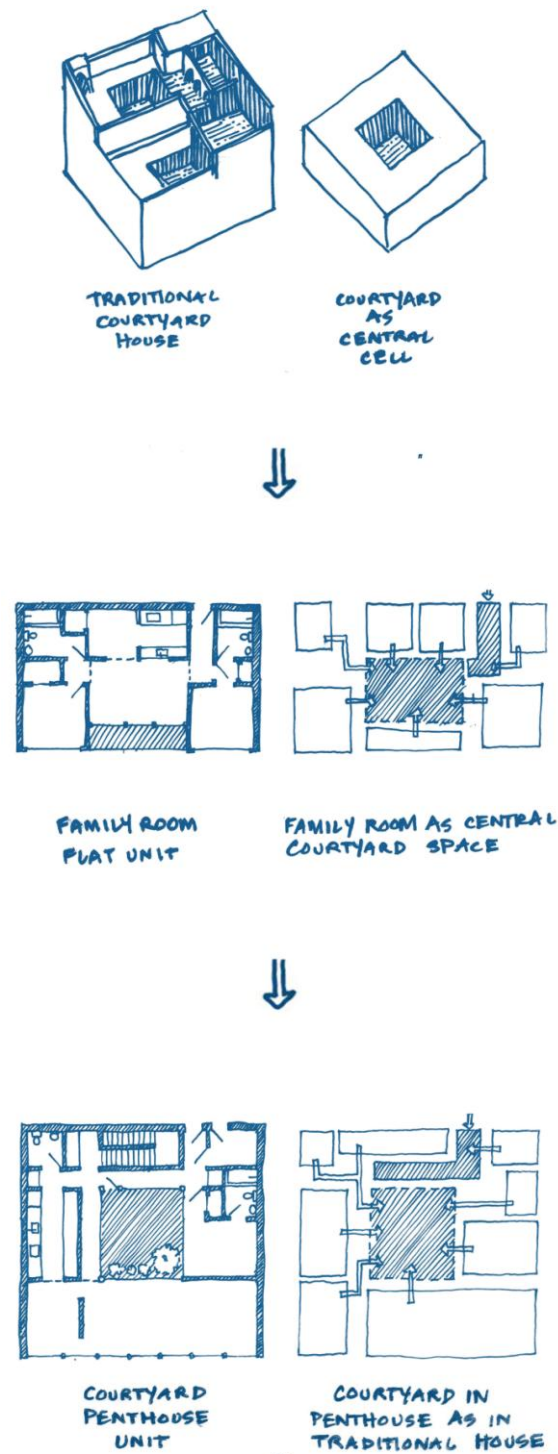 TRADITIONAL
COURTYARD
HOUSE
COURTYARD
AS
CENTRAL
CELL
FAMILY ROOM
FLAT UNIT
FAMILY ROOM AS CENTRAL
COURTYARD SPACE
COURTYARD
PENTHOUSE
UNIT
COURTYARD IN
PENTHOUSE AS IN
TRADITIONAL HOUSE